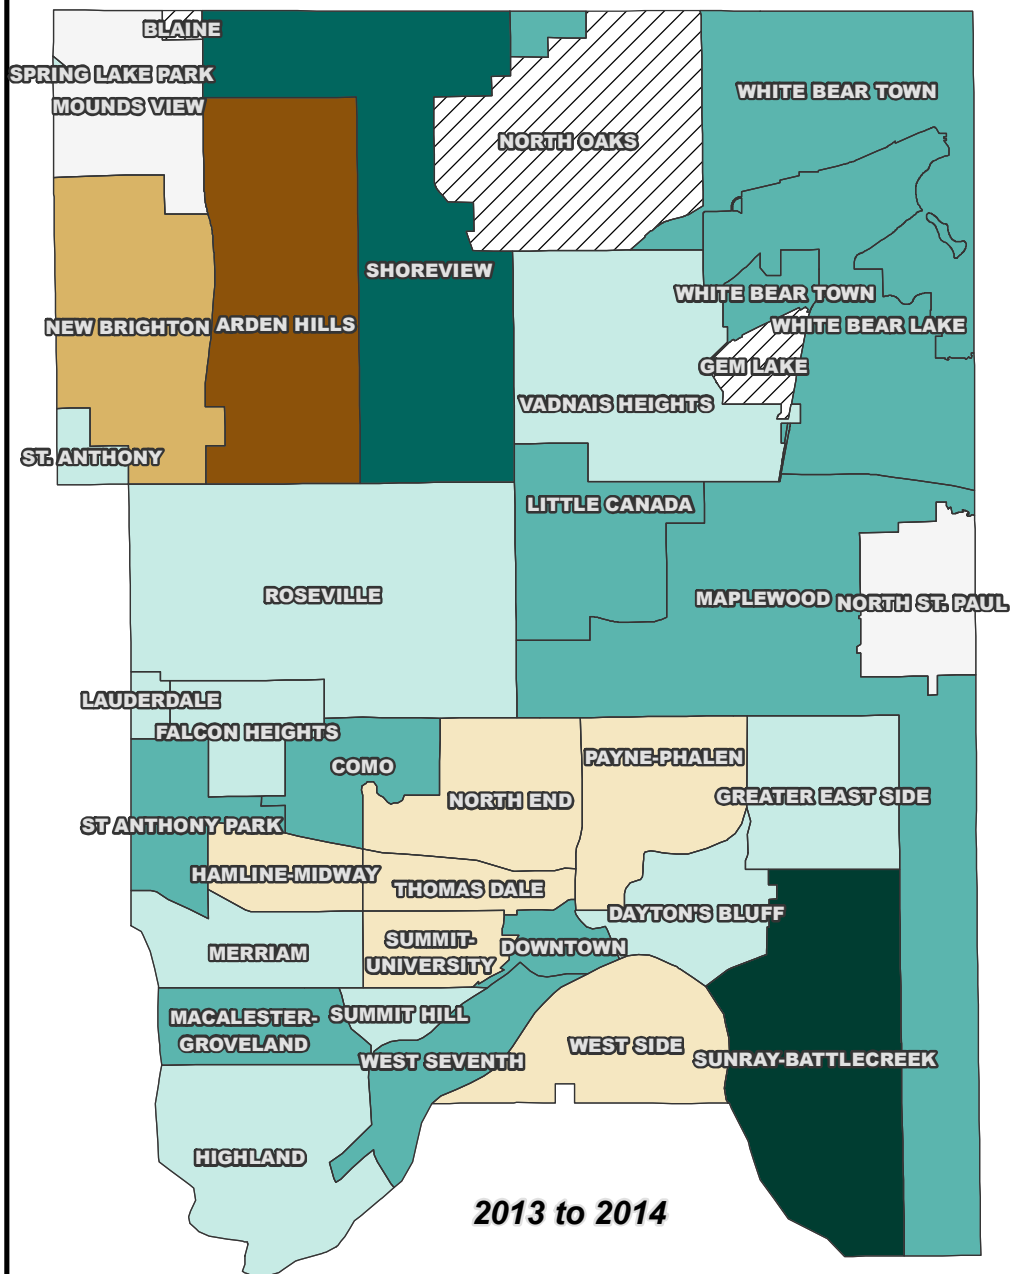 BLAINE
SPRING LAKE PARK
WHITE BEAR TOWN
MOUNDS VIEW
NORTH OAKS
SHOREVIEW
WHITE BEAR TOWN
NEW BRIGHTON
ARDEN HILLS
WHITE BEAR LAKE
GEM LAKE
VADNAIS HEIGHTS
ST. ANTHONY
LITTLE CANADA
ROSEVILLE
MAPLEWOOD
NORTH ST. PAUL
LAUDERDALE
FALCON HEIGHTS
COMO
PAYNE-PHALEN
NORTH END
GREATER EAST SIDE
ST ANTHONY PARK
HAMLINE-MIDWAY
THOMAS DALE
DAYTON'S BLUFF
SUMMIT-
UNIVERSITY
DOWNTOWN
MERRIAM
MACALESTER-
GROVELAND
SUMMIT HILL
WEST SEVENTH
WEST SIDE
SUNRAY-BATTLECREEK
HIGHLAND
2013 to 2014